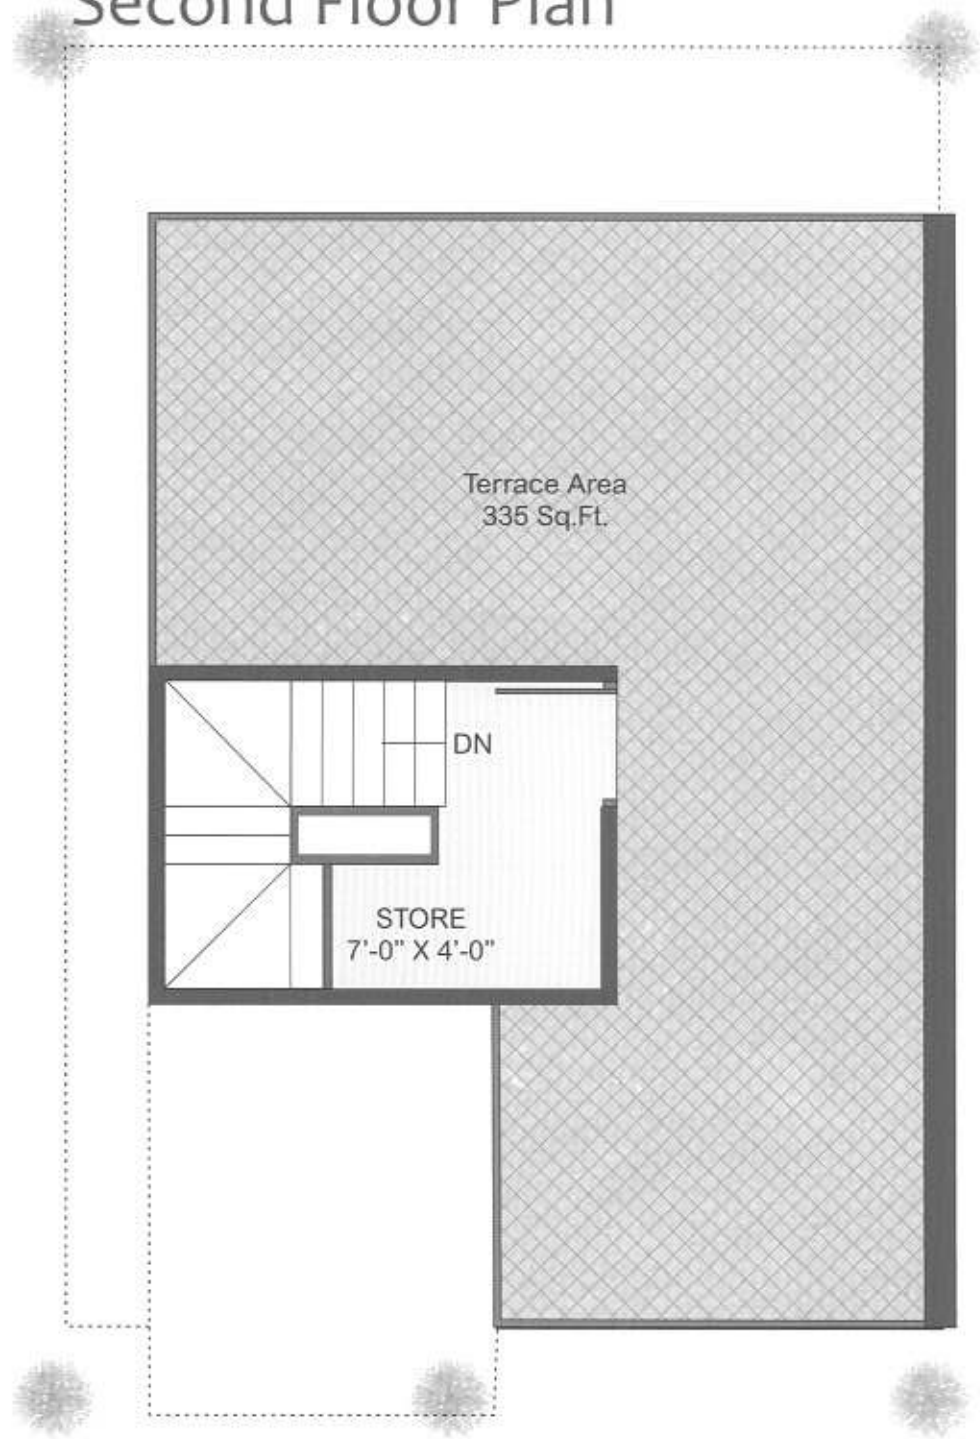 Second Floor Plan
Terrace Area
335 Sq.Ft.
DN
STORE
7'-0" X 4'-0"